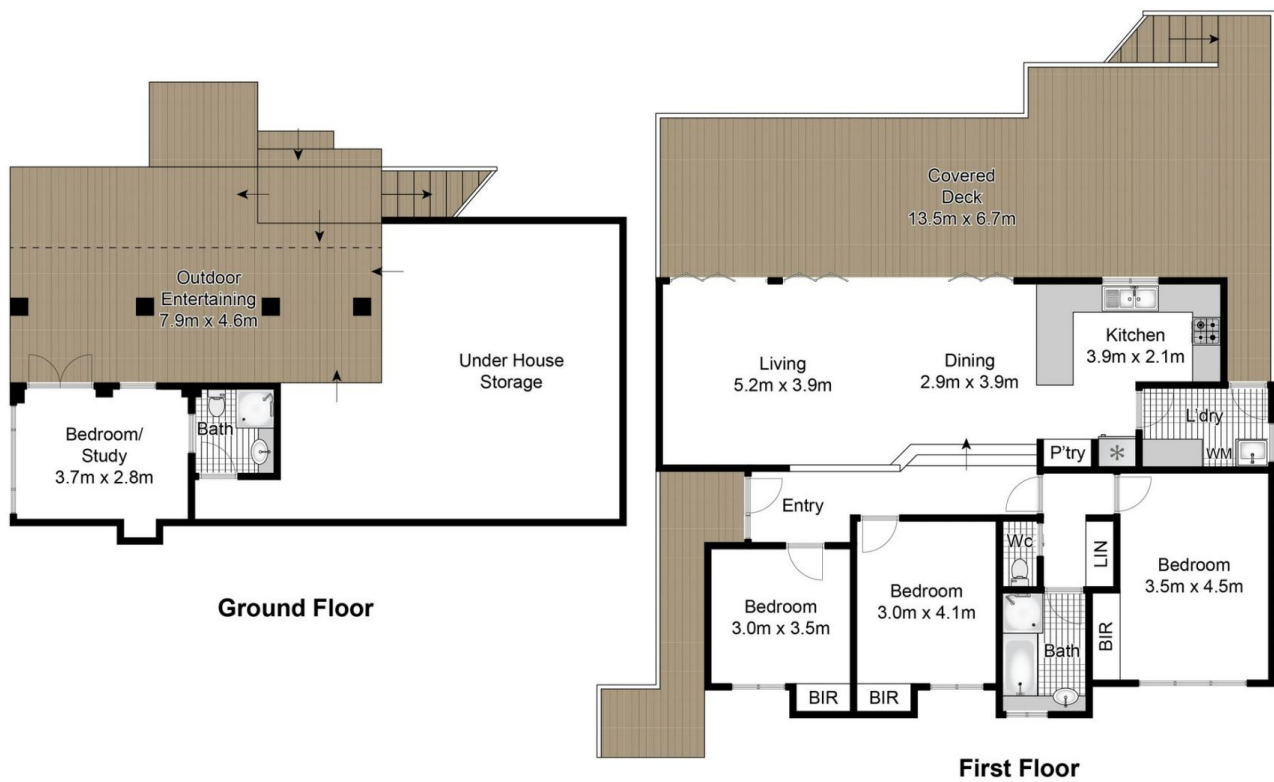 Outdoor
Entertaining
7.9m x 4.6m
Under House
Storage
Bedroom/
Study
3.7m x 2.8m
Bath
Ground Floor
Covered
Deck
13.5m x 6.7m
Living
5.2m x 3.9m
Dining
2.9m x 3.9m
Kitchen
3.9m x 2.1m
L'dry
WM
P'try
Entry
Wc
LIN
Bedroom
3.0m x 3.5m
BIR
Bedroom
3.0m x 4.1m
BIR
Bath
BIR
Bedroom
3.5m x 4.5m
First Floor